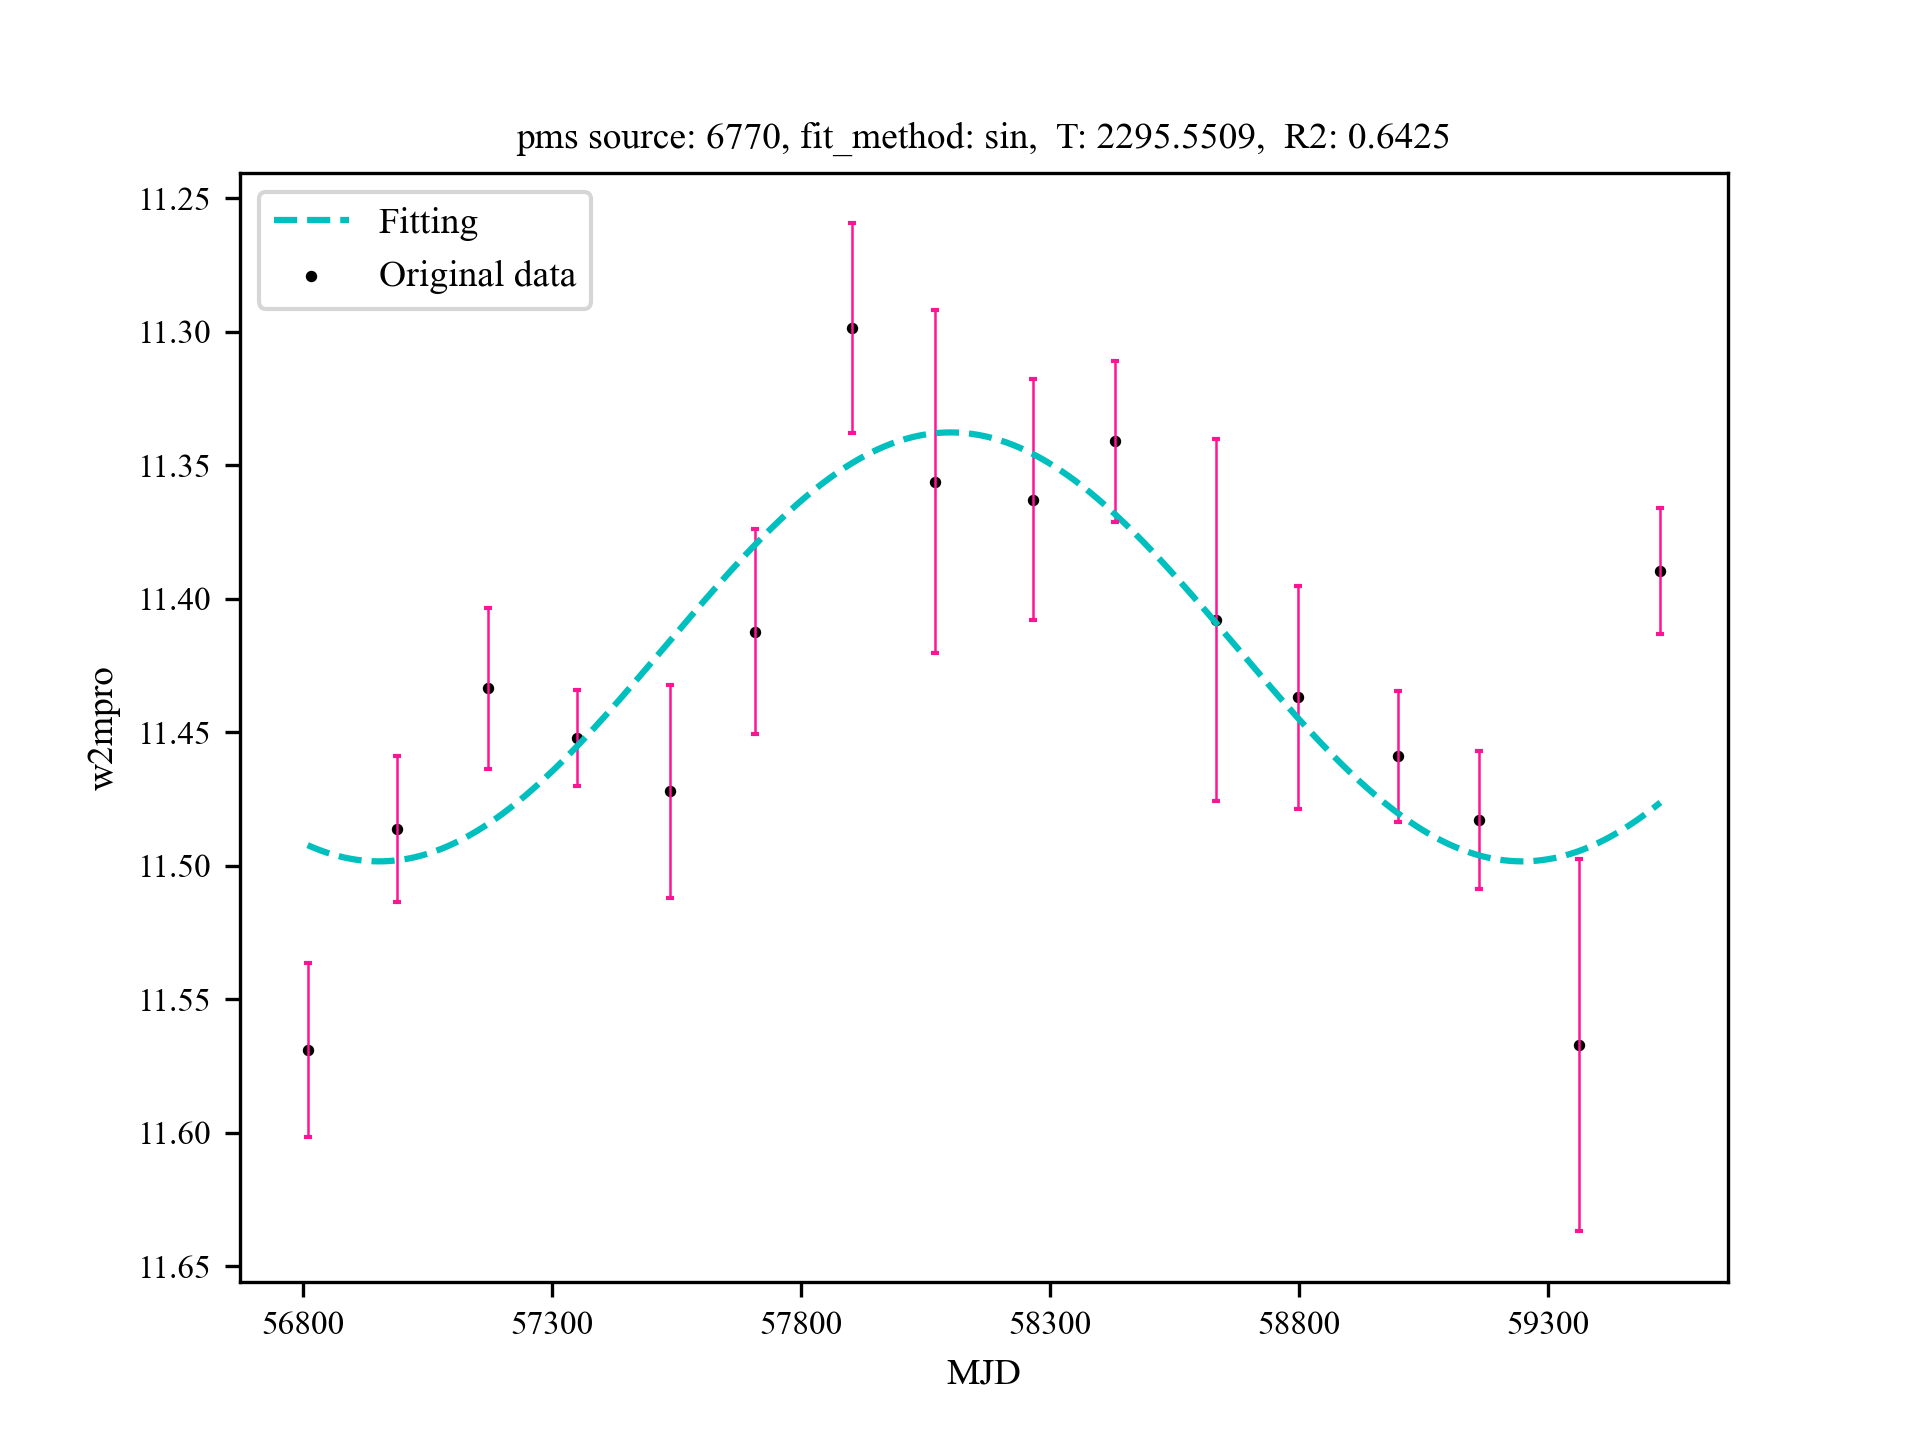 pms source: 6770, fit_method: sin,  T: 2295.5509,  R2: 0.6425
Fitting
Original data
11.25
11.30
11.35
11.40
11.45
11.50
11.55
11.60
11.65
w2mpro
56800 57300 57800 58300 58800 59300
MJD